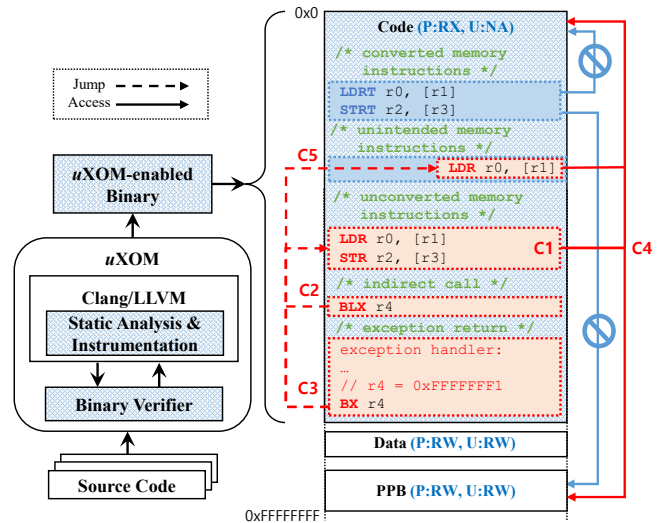 0x0
Code (P:RX, U:NA)
/* converted memory
instructions */
LDRT r0, [r1]
STRT r2, [r3]
/* unintended memory
instructions */
LDR r0, [r1]
/* unconverted memory
instructions */
LDR r0, [r1]
STR r2, [r3]
/* indirect call */
BLX r4
/* exception return */
exception handler:
…
// r4 = 0xFFFFFFF1
BX r4
Data (P:RW, U:RW)
PPB (P:RW, U:RW)
0xFFFFFFFF
C5
C1
C4
C2
C3
Jump
Access
uXOM-enabled
Binary
uXOM
Clang/LLVM
Static Analysis &
Instrumentation
Binary Verifier
Source Code